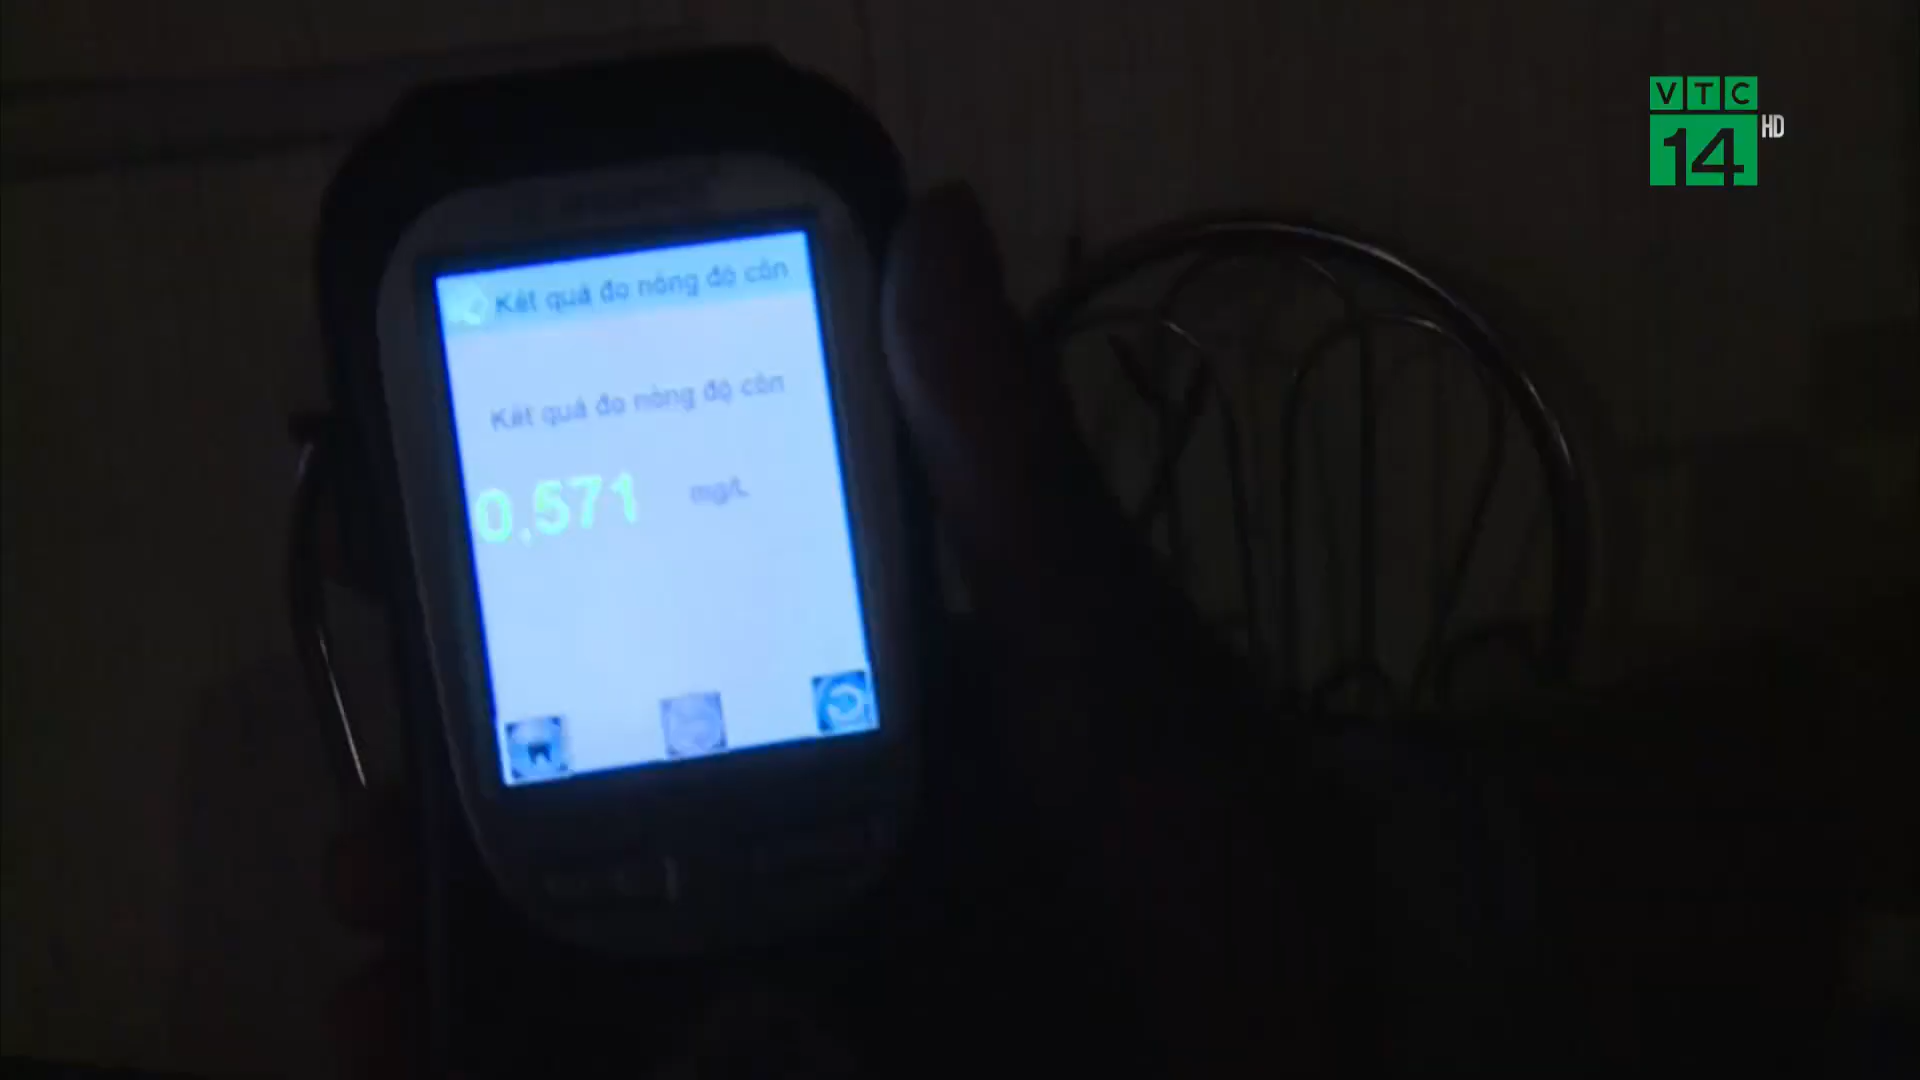 VTC
14 HD
Kết quả đo nồng độ cồn
Kết quả đo nồng độ cồn
0,571 mg/L